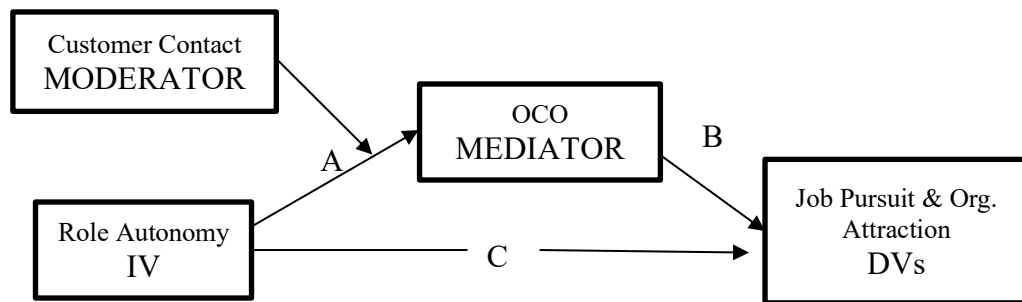 Customer Contact
MODERATOR
OCO
MEDIATOR
A
B
Role Autonomy
IV
C
Job Pursuit & Org.
Attraction
DVs